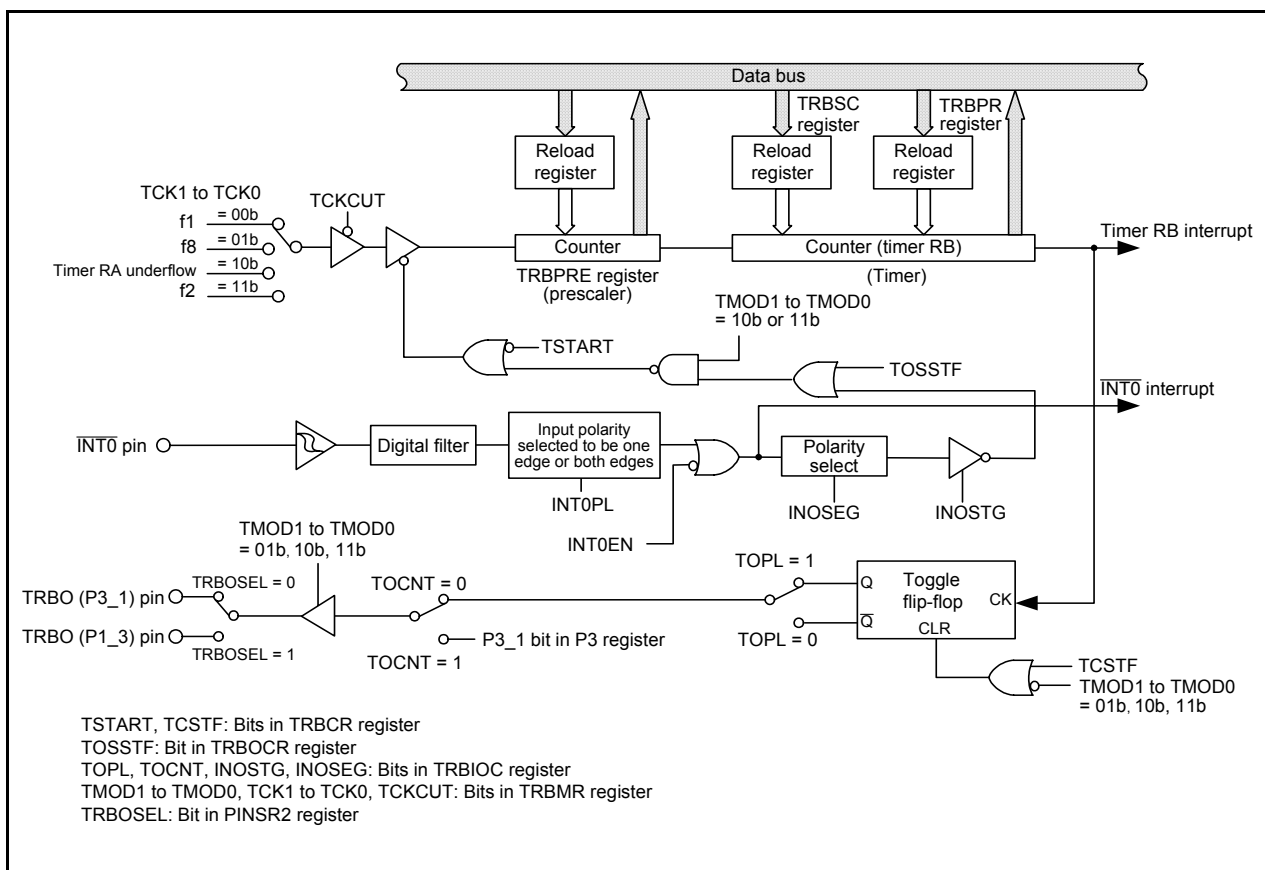 Data bus
TRBSC
register
TRBPR
register
Reload
register
Reload
register
Reload
register
TCK1 to TCK0
f1
= 00b
f8
= 01b
Timer RA underflow
= 10b
f2
= 11b
TCKCUT
Counter
TRBPRE register
(prescaler)
Counter (timer RB)
(Timer)
Timer RB interrupt
TMOD1 to TMOD0
= 10b or 11b
TSTART
TOSSTF
INT0 interrupt
INT0 pin
Digital filter
Input polarity
selected to be one
edge or both edges
Polarity
select
INT0PL
INT0EN
INOSEG
INOSTG
TMOD1 to TMOD0
= 01b, 10b, 11b
TRBOSEL = 0
TRBO (P3_1) pin
TRBO (P1_3) pin
TRBOSEL = 1
TOCNT = 0
P3_1 bit in P3 register
TOCNT = 1
TOPL = 1
TOPL = 0
Q
Toggle
flip-flop
CK
Q
CLR
TCSTF
TMOD1 to TMOD0
= 01b, 10b, 11b
TSTART, TCSTF: Bits in TRBCR register
TOSSTF: Bit in TRBOCR register
TOPL, TOCNT, INOSTG, INOSEG: Bits in TRBIOC register
TMOD1 to TMOD0, TCK1 to TCK0, TCKCUT: Bits in TRBMR register
TRBOSEL: Bit in PINSR2 register